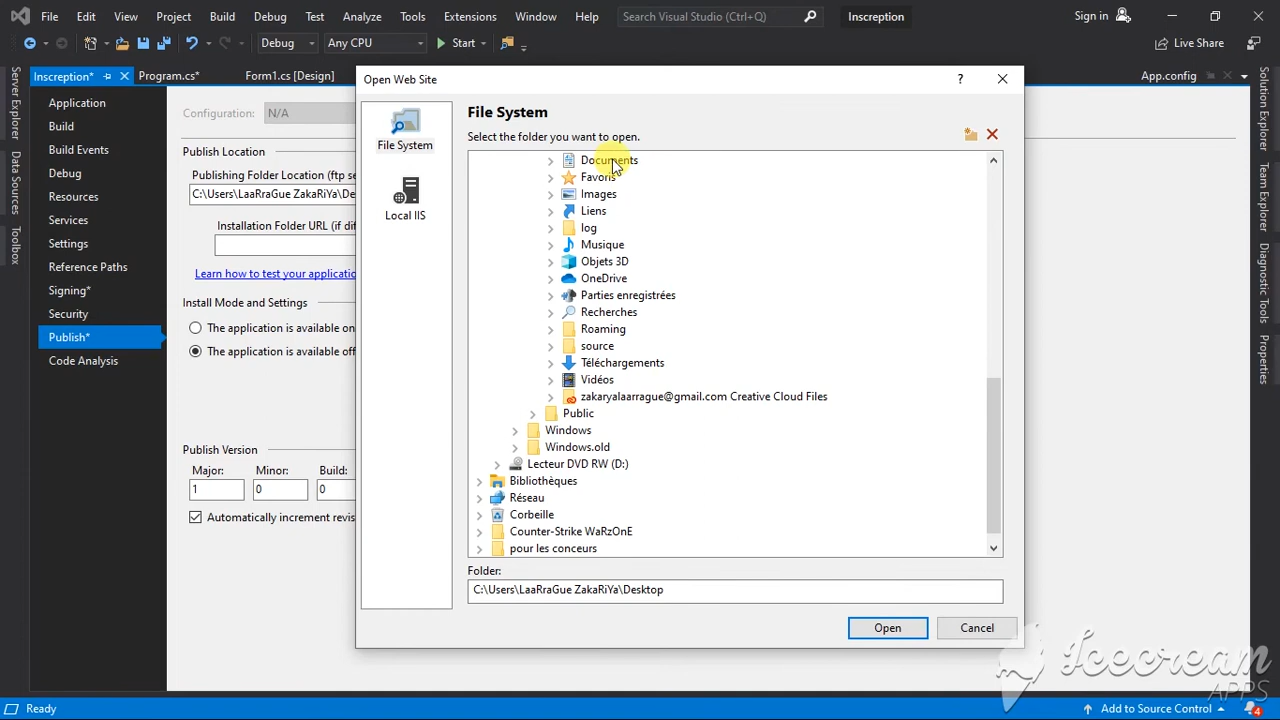 File Edit View Project Build Debug Test Analyze Tools Extensions Window Help Search Visual Studio (Ctrl+Q) Inscreption Sign in
Debug Any CPU Start Live Share
Inscreption* Program.cs* Form1.cs [Design] App.config
Server Explorer
Data Sources
Toolbox
Application
Build
Build Events
Debug
Resources
Services
Settings
Reference Paths
Signing*
Security
Publish*
Code Analysis
Configuration: N/A
Publish Location
Publishing Folder Location (ftp se
C:\Users\LaaRraGue ZakaRiYa\De
Installation Folder URL (if dif
Learn how to test your applicatio
Install Mode and Settings
The application is available on
The application is available off
Publish Version
Major: Minor: Build:
1 0 0
Automatically increment revis
Open Web Site ?
File System
Local IIS
File System
Select the folder you want to open.
Documents
Favoris
Images
Liens
log
Musique
Objets 3D
OneDrive
Parties enregistrées
Recherches
Roaming
source
Téléchargements
Vidéos
zakaryalaarrague@gmail.com Creative Cloud Files
Public
Windows
Windows.old
Lecteur DVD RW (D:)
Bibliothèques
Réseau
Corbeille
Counter-Strike WaRzOnE
pour les conceurs
Folder:
C:\Users\LaaRraGue ZakaRiYa\Desktop
Open Cancel
Solution Explorer
Team Explorer
Diagnostic Tools
Properties
Icecream
APPS
Ready Add to Source Control 4